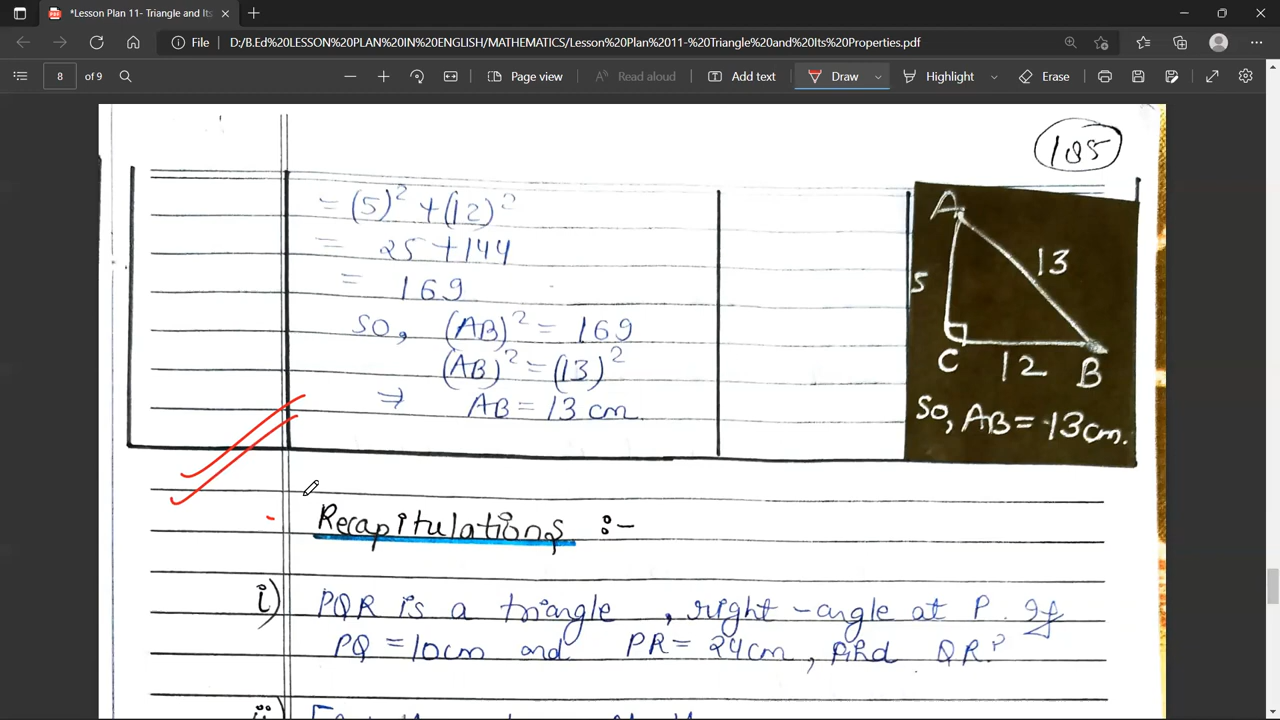 *Lesson Plan 11- Triangle and Its
File D:/B.Ed%20LESSON%20PLAN%20IN%20ENGLISH/MATHEMATICS/Lesson%20Plan%2011-%20Triangle%20and%20Its%20Properties.pdf
8 of 9 Page view Read aloud Add text Draw Highlight Erase
185
= (5)² + (12)²
= 25 + 144
= 169
so, (AB)² = 169
(AB)² = (13)²
⇒ AB = 13 cm.
A
5
13
C 12 B
So, AB = 13cm.
Recapitulations :-
i) PQR is a triangle , right-angle at P. If
PQ = 10cm and PR = 24cm, find QR?
ii)